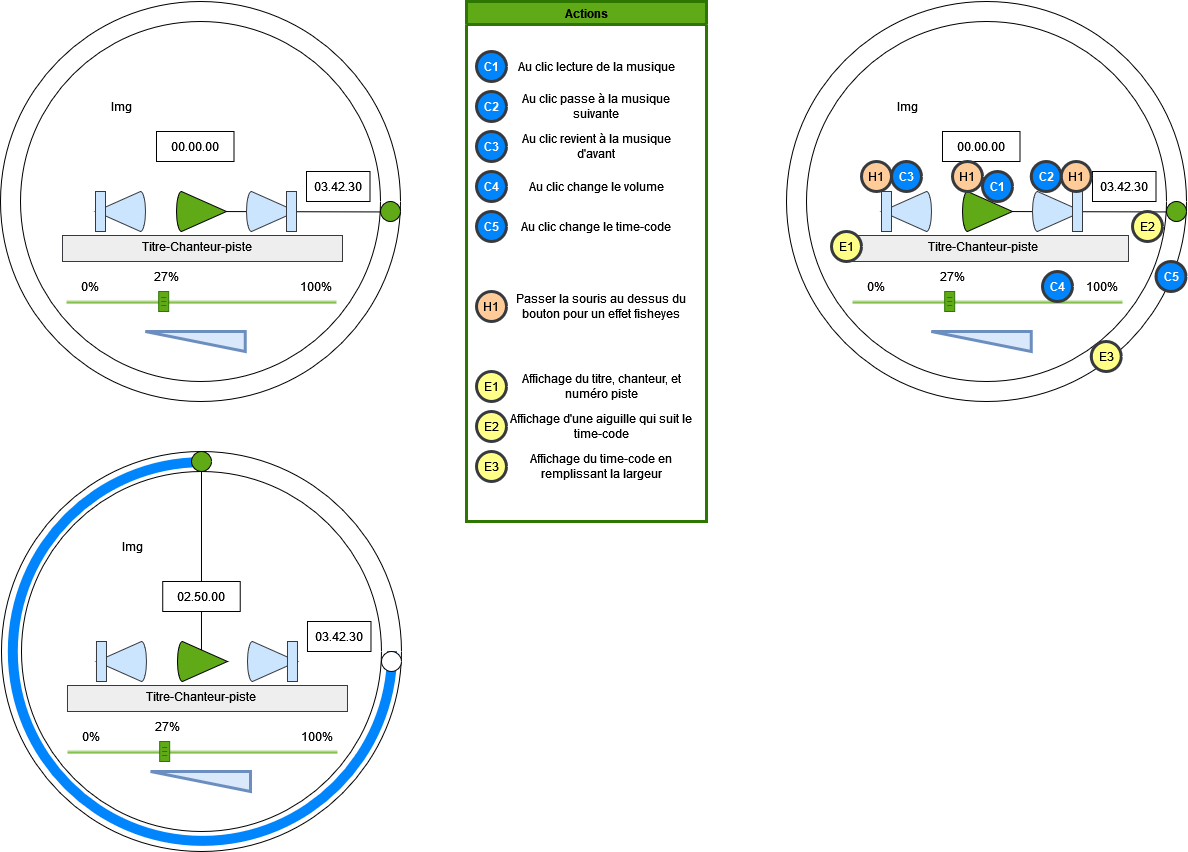 Img
00.00.00
03.42.30
Titre-Chanteur-piste
27%
0%
100%
Actions
C1
Au clic lecture de la musique
C2
Au clic passe à la musique
suivante
C3
Au clic revient à la musique
d'avant
C4
Au clic change le volume
C5
Au clic change le time-code
H1
Passer la souris au dessus du
bouton pour un effet fisheyes
E1
Affichage du titre, chanteur, et
numéro piste
E2
Affichage d'une aiguille qui suit le
time-code
E3
Affichage du time-code en
remplissant la largeur
Img
00.00.00
H1
C3
H1
C1
C2
H1
03.42.30
E2
E1
Titre-Chanteur-piste
27%
0%
C4
100%
C5
E3
Img
02.50.00
03.42.30
Titre-Chanteur-piste
27%
0%
100%